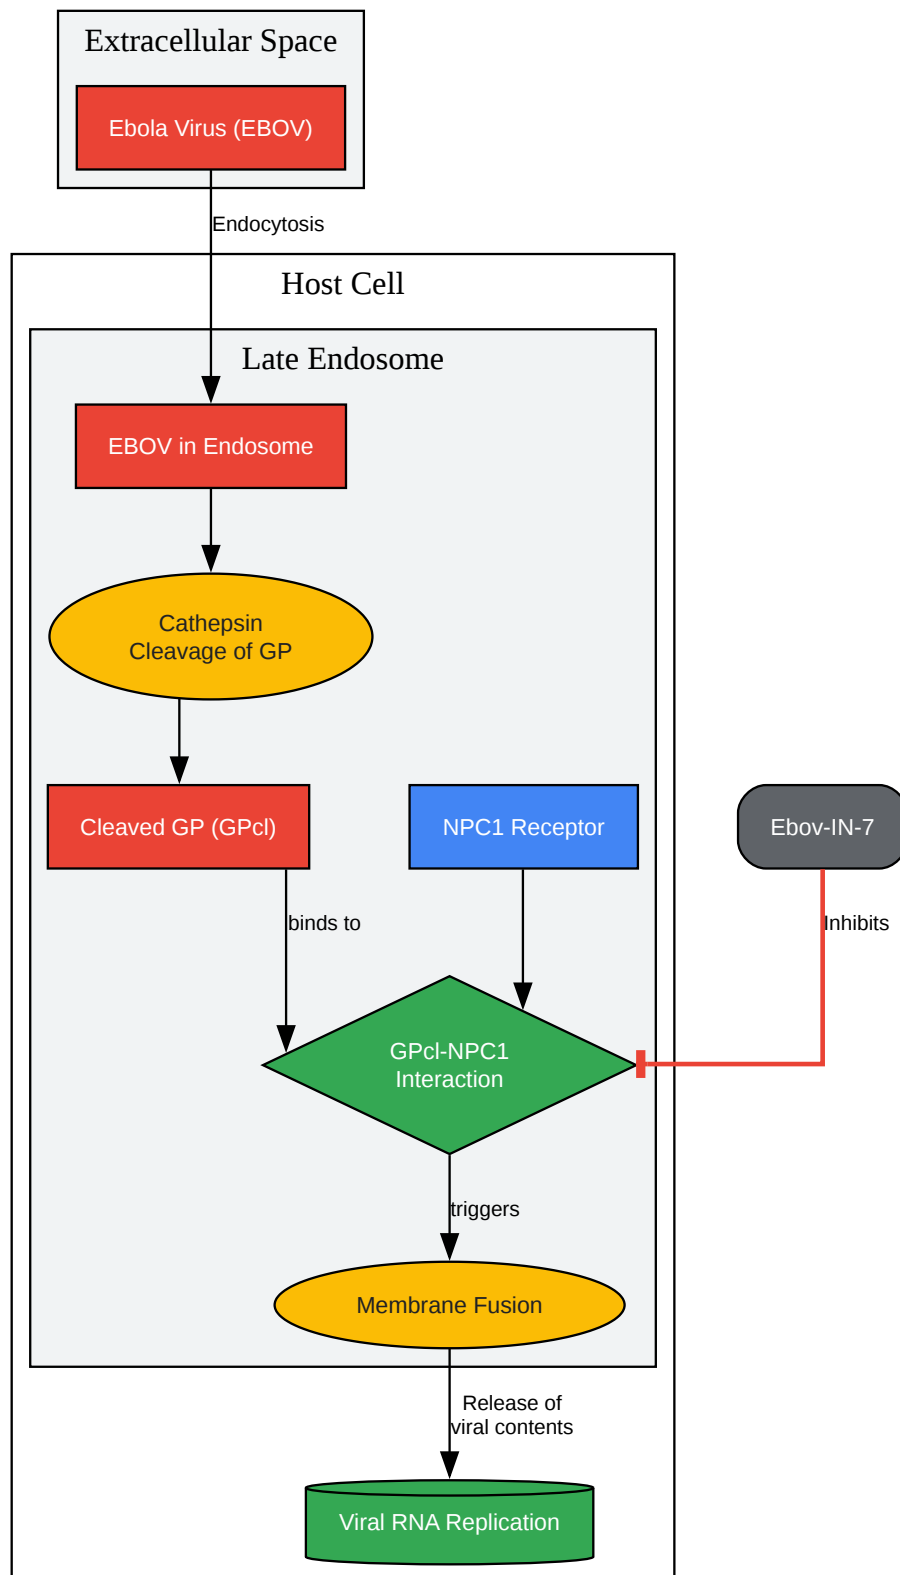 Extracellular Space
Ebola Virus (EBOV)
Endocytosis
Host Cell
Late Endosome
EBOV in Endosome
Cathepsin
Cleavage of GP
Cleaved GP (GPcl)
NPC1 Receptor
Ebov-IN-7
binds to
Inhibits
GPcl-NPC1
Interaction
triggers
Membrane Fusion
Release of
viral contents
Viral RNA Replication